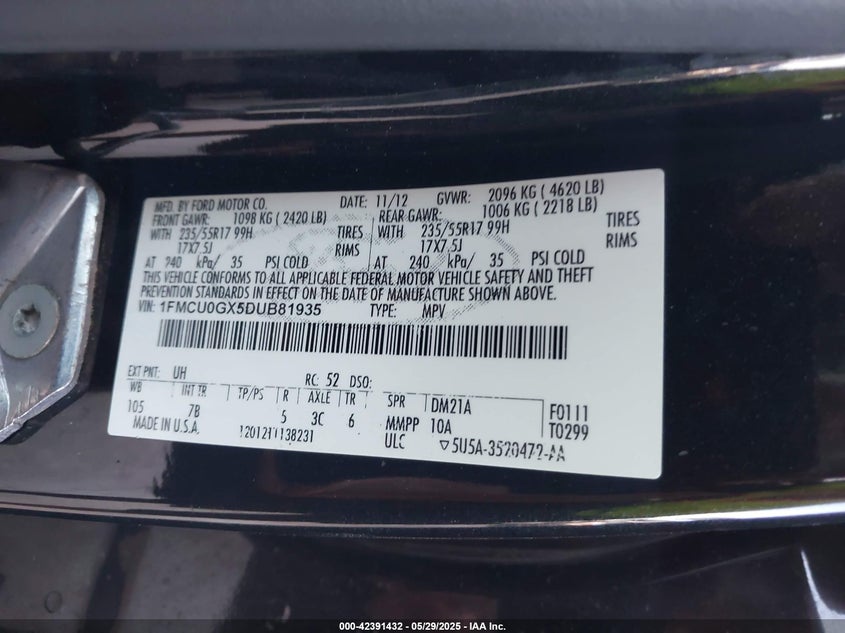 MFD. BY FORD MOTOR CO. DATE: 11/12 GVWR: 2096 KG ( 4620 LB)
FRONT GAWR: 1098 KG ( 2420 LB) REAR GAWR: 1006 KG ( 2218 LB)
WITH 235/55R17 99H TIRES WITH 235/55R17 99H TIRES
17X7.5J RIMS 17X7.5J RIMS
AT 240 kPa/ 35 PSI COLD AT 240 kPa/ 35 PSI COLD
THIS VEHICLE CONFORMS TO ALL APPLICABLE FEDERAL MOTOR VEHICLE SAFETY AND THEFT
PREVENTION STANDARDS IN EFFECT ON THE DATE OF MANUFACTURE SHOWN ABOVE.
VIN: 1FMCU0GX5DUB81935 TYPE: MPV
EXT PNT: UH RC: 52 DSO:
WB INT TR TP/PS R AXLE TR SPR DM21A F0111
105 7B 5 3C 6 MMPP 10A T0299
MADE IN U.S.A. ULC ▽5U5A-3520472-AA
000-42391432 - 05/29/2025 - IAA Inc.